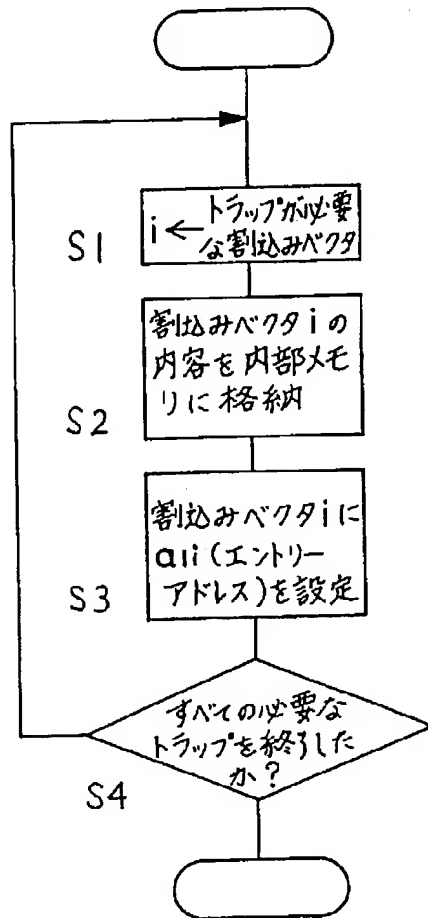 S1
i ← トラップが必要
な割込みベクタ
S2
割込みベクタiの
内容を内部メモ
リに格納
S3
割込みベクタiに
a1i(エントリー
アドレス)を設定
S4
すべての必要な
トラップを終了した
か?